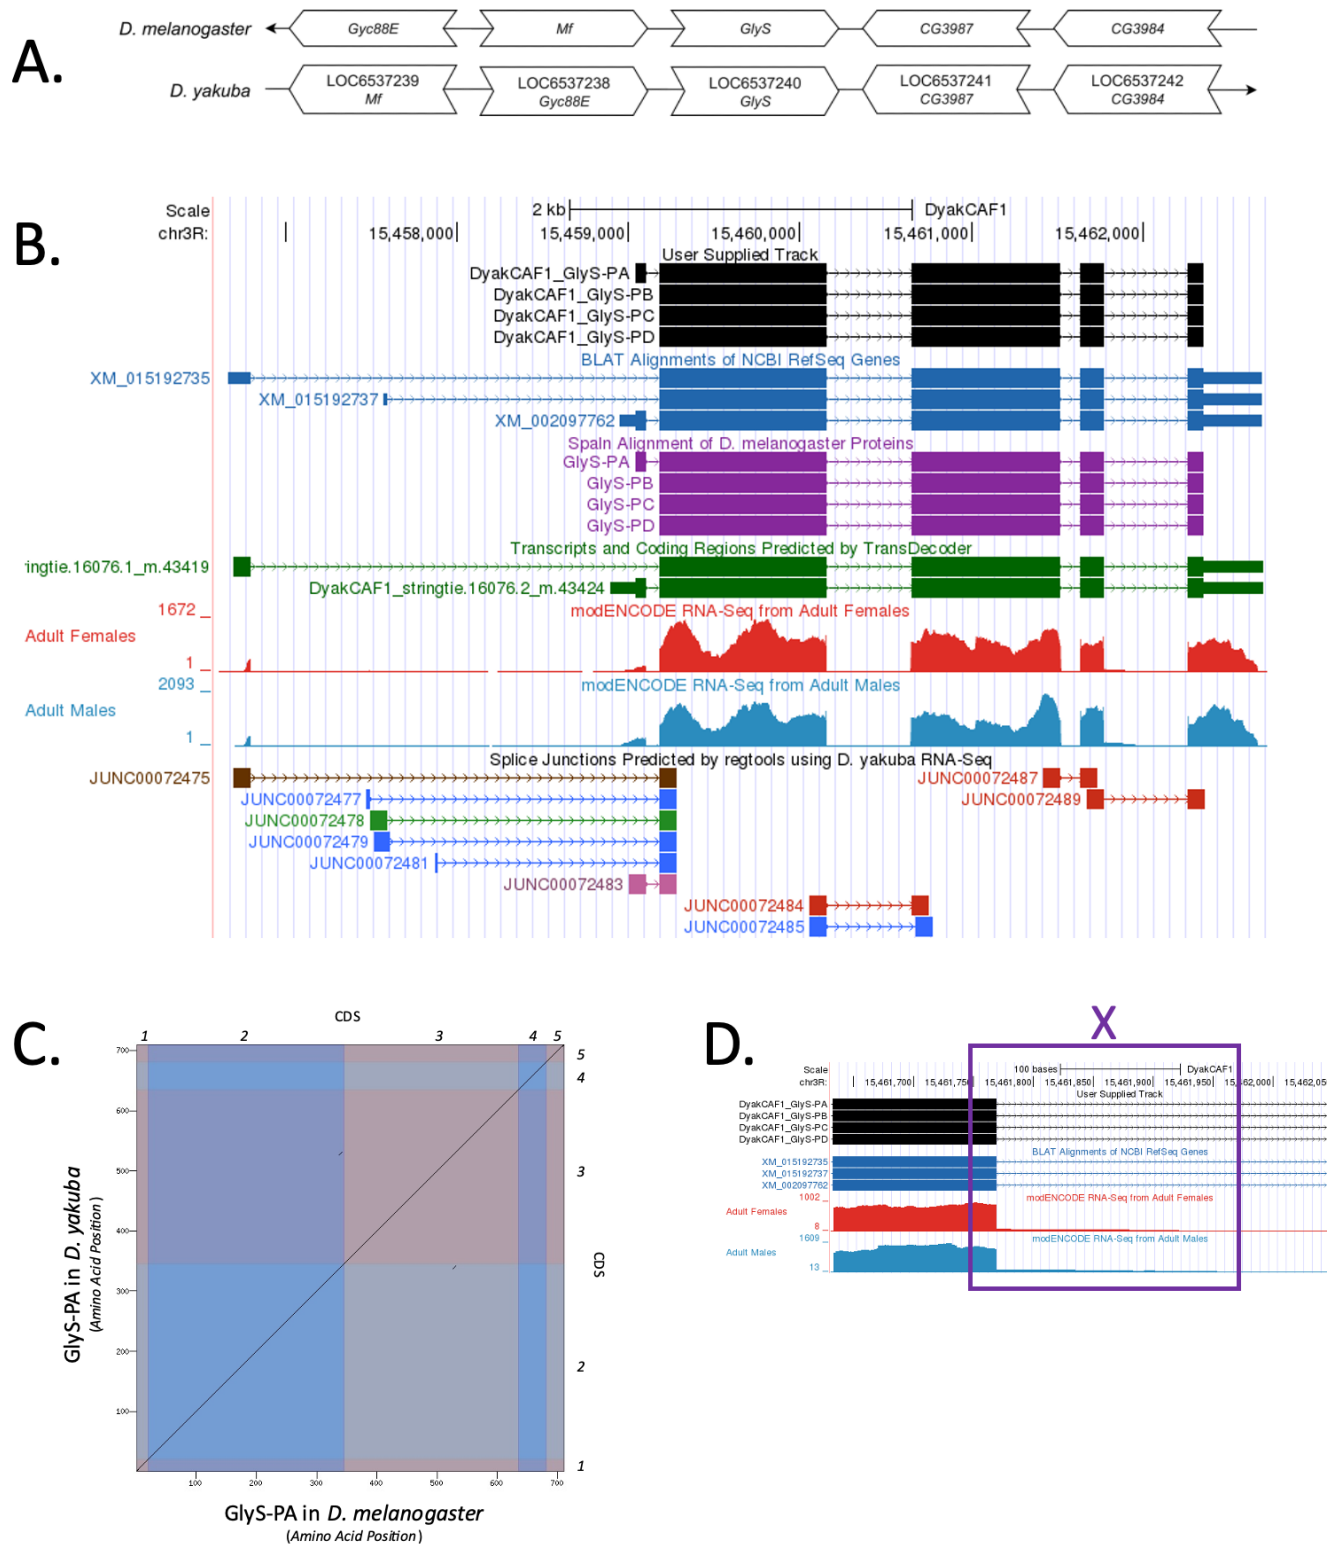 A.
D. melanogaster
Gyc88E
Mf
GlyS
CG3987
CG3984
D. yakuba
LOC6537239
Mf
LOC6537238
Gyc88E
LOC6537240
GlyS
LOC6537241
CG3987
LOC6537242
CG3984
B.
Scale
2 kb
DyakCAF1
chr3R:
15,458,000
15,459,000
15,460,000
15,461,000
15,462,000
User Supplied Track
DyakCAF1_GlyS-PA
DyakCAF1_GlyS-PB
DyakCAF1_GlyS-PC
DyakCAF1_GlyS-PD
BLAT Alignments of NCBI RefSeq Genes
XM_015192735
XM_015192737
XM_002097762
Spaln Alignment of D. melanogaster Proteins
GlyS-PA
GlyS-PB
GlyS-PC
GlyS-PD
Transcripts and Coding Regions Predicted by TransDecoder
ringtie.16076.1_m.43419
DyakCAF1_stringtie.16076.2_m.43424
1672
modENCODE RNA-Seq from Adult Females
Adult Females
1
2093
modENCODE RNA-Seq from Adult Males
Adult Males
1
Splice Junctions Predicted by regtools using D. yakuba RNA-Seq
JUNC00072475
JUNC00072487
JUNC00072477
JUNC00072489
JUNC00072478
JUNC00072479
JUNC00072481
JUNC00072483
JUNC00072484
JUNC00072485
C.
CDS
1 2 3 4 5
700
600
500
400
300
200
100
GlyS-PA in D. yakuba
(Amino Acid Position)
5
4
3
2
1
CDS
100 200 300 400 500 600 700
GlyS-PA in D. melanogaster
(Amino Acid Position)
D.
X
Scale
100 bases
DyakCAF1
chr3R:
15,461,700
15,461,750
15,461,800
15,461,850
15,461,900
15,461,950
15,462,000
15,462,05
User Supplied Track
DyakCAF1_GlyS-PA
DyakCAF1_GlyS-PB
DyakCAF1_GlyS-PC
DyakCAF1_GlyS-PD
BLAT Alignments of NCBI RefSeq Genes
XM_015192735
XM_015192737
XM_002097762
1002
modENCODE RNA-Seq from Adult Females
Adult Females
8
1609
modENCODE RNA-Seq from Adult Males
Adult Males
13